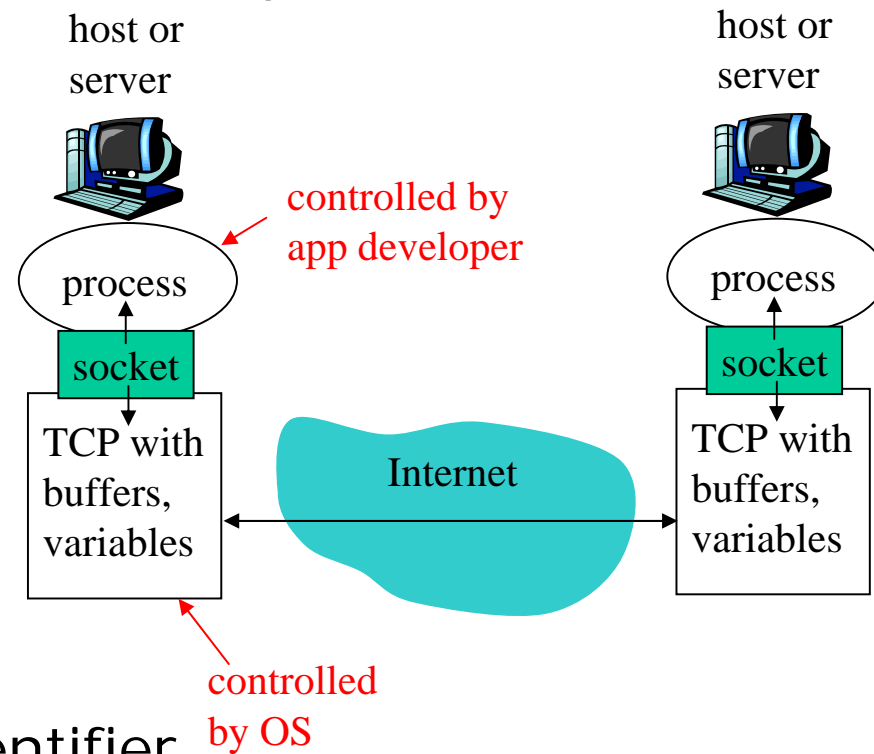 host or
server
host or
server
controlled by
app developer
process
process
socket
socket
TCP with
buffers,
variables
Internet
TCP with
buffers,
variables
controlled
by OS